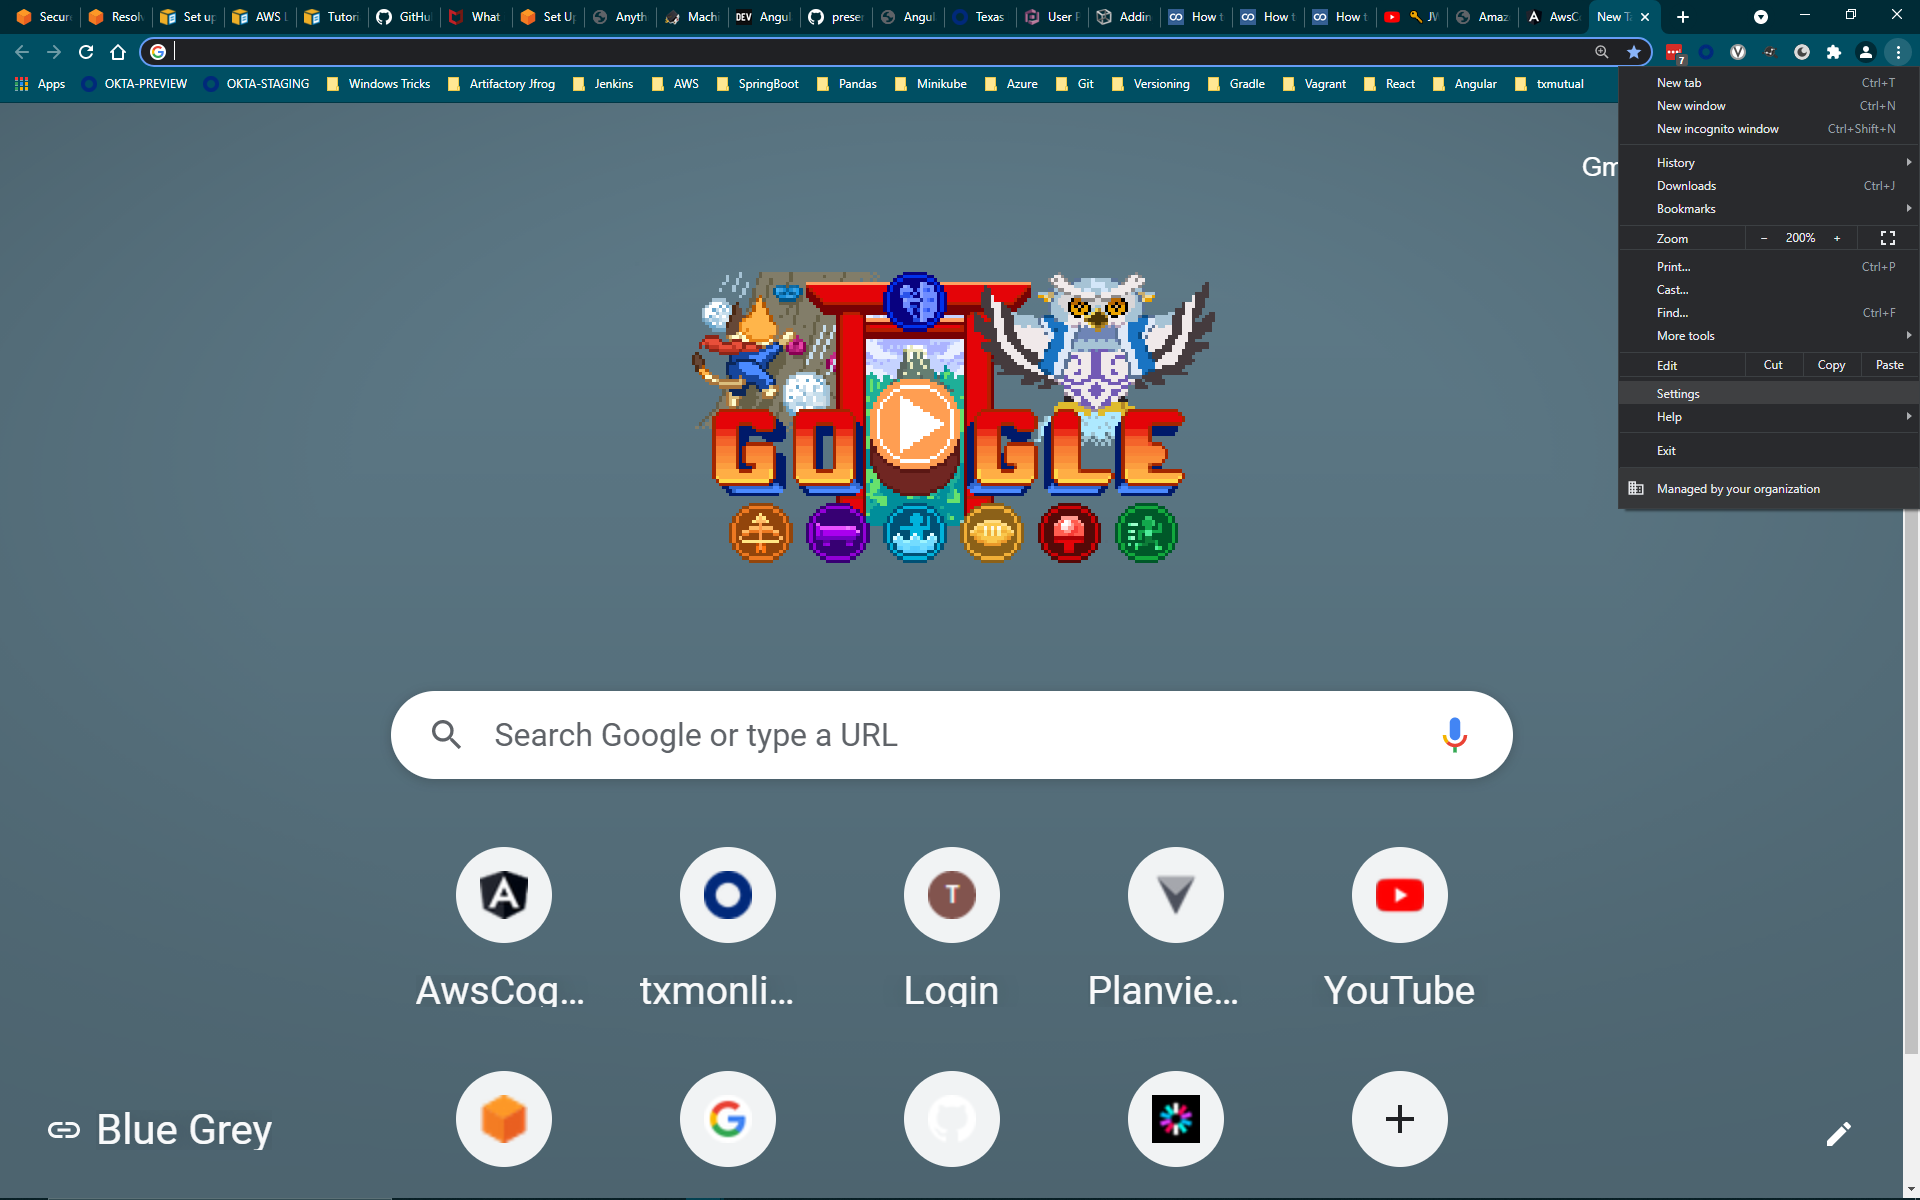 Secur Resol Set up AWS L Tutori GitHu What Set Up Anyth Machi Angul prese Angul Texas User P Addin How t How t How t JV Amaz AwsCo New T
Apps OKTA-PREVIEW OKTA-STAGING Windows Tricks Artifactory Jfrog Jenkins AWS SpringBoot Pandas Minikube Azure Git Versioning Gradle Vagrant React Angular txmutual
7
DEV
Gm
New tab Ctrl+T
New window Ctrl+N
New incognito window Ctrl+Shift+N
History
Downloads Ctrl+J
Bookmarks
Zoom − 200% +
Print... Ctrl+P
Cast...
Find... Ctrl+F
More tools
Edit Cut Copy Paste
Settings
Help
Exit
Managed by your organization
GOOGLE
Search Google or type a URL
T
AwsCog... txmonli... Login Planvie... YouTube
Blue Grey